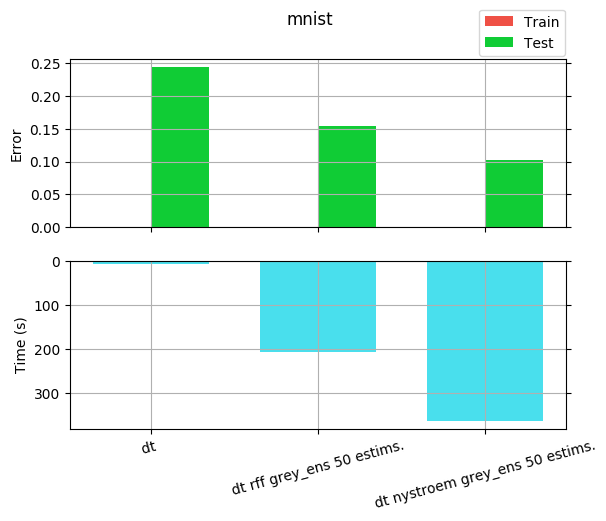 mnist
Train
Test
0.25
0.20
0.15
0.10
0.05
0.00
Error
0
100
200
300
Time (s)
dt
dt rff grey_ens 50 estims.
dt nystroem grey_ens 50 estims.